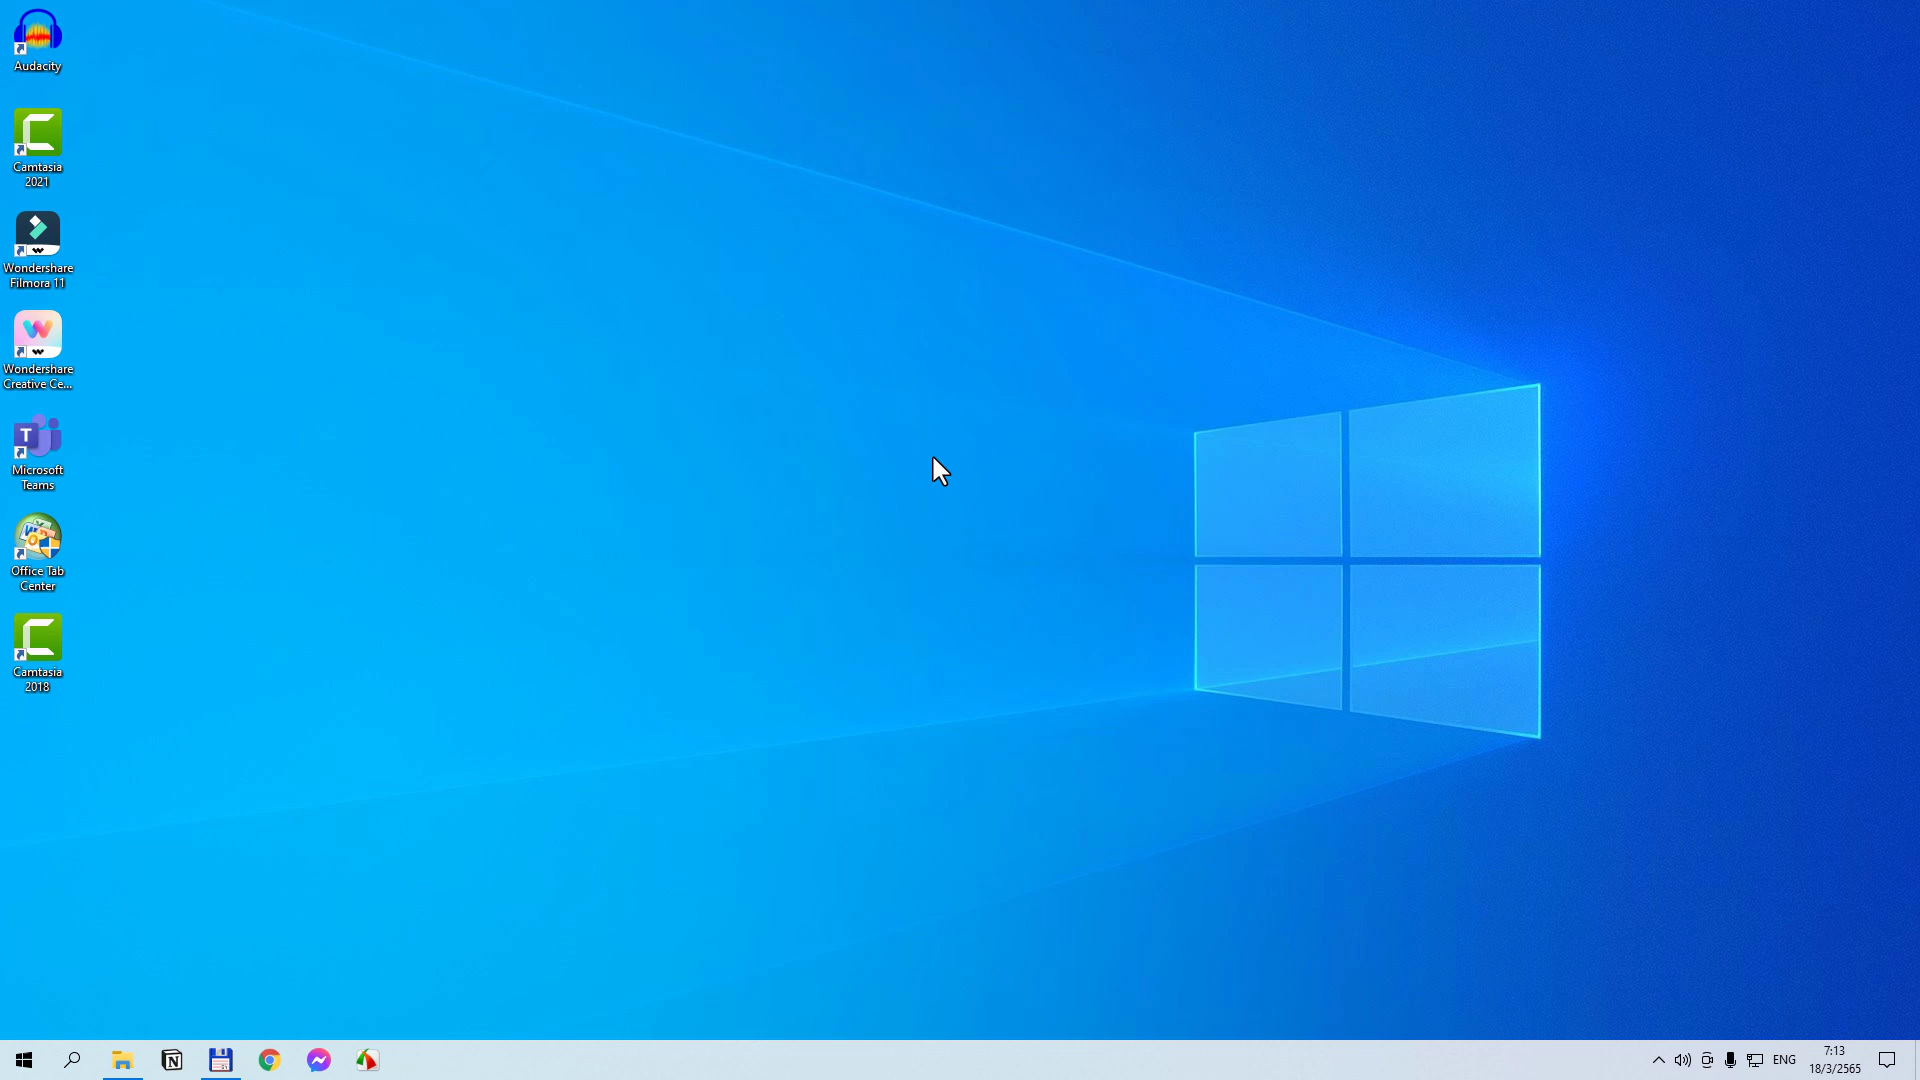 Audacity
Camtasia
2021
Wondershare
Filmora 11
Wondershare
Creative Ce...
Microsoft
Teams
Office Tab
Center
Camtasia
2018
ENG
7:13
18/3/2565